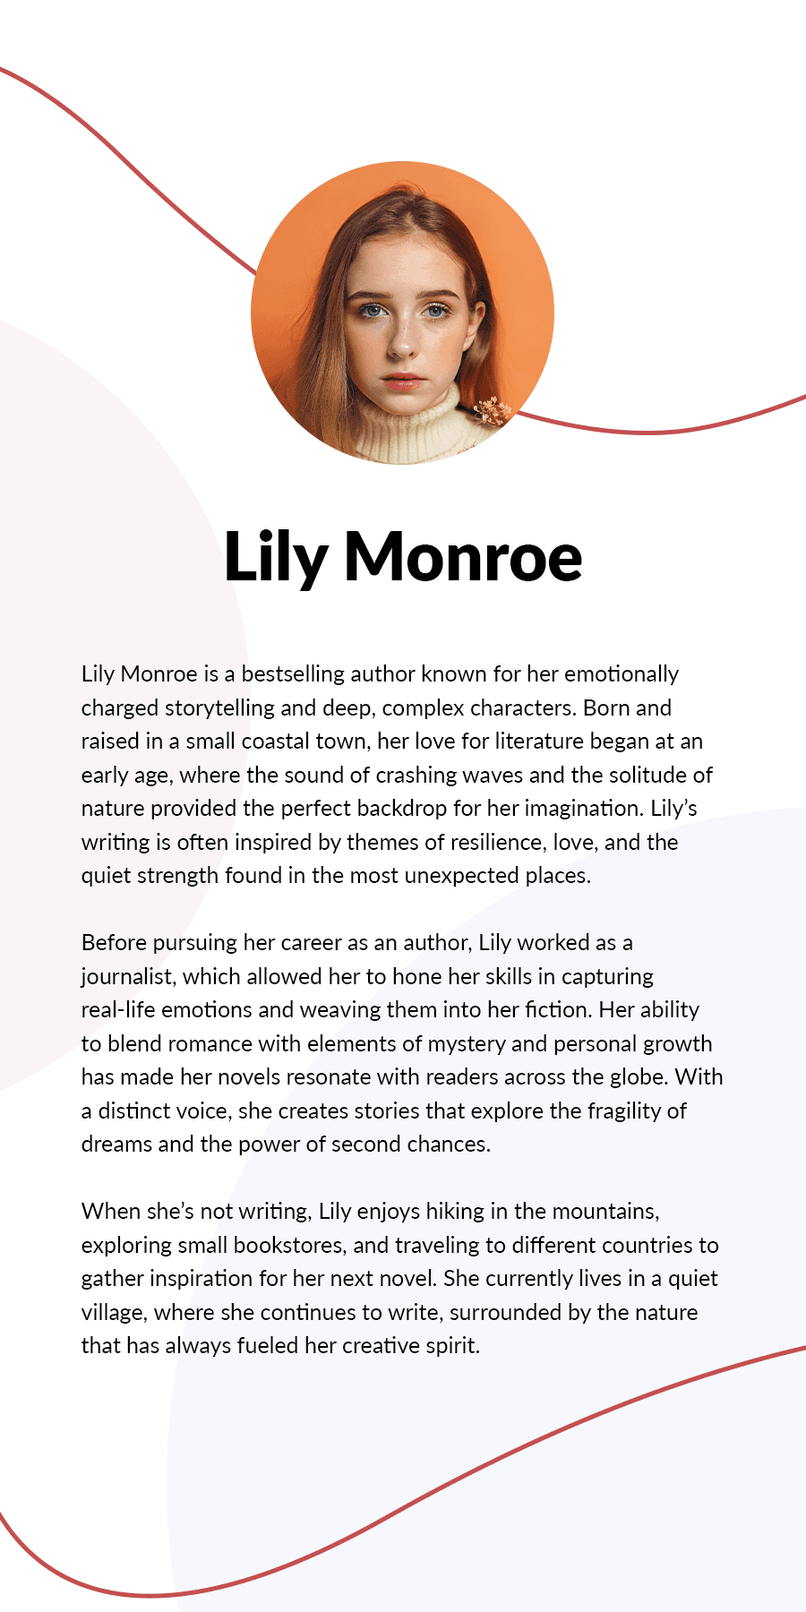 Lily Monroe
Lily Monroe is a bestselling author known for her emotionally
charged storytelling and deep, complex characters. Born and
raised in a small coastal town, her love for literature began at an
early age, where the sound of crashing waves and the solitude of
nature provided the perfect backdrop for her imagination. Lily’s
writing is often inspired by themes of resilience, love, and the
quiet strength found in the most unexpected places.
Before pursuing her career as an author, Lily worked as a
journalist, which allowed her to hone her skills in capturing
real-life emotions and weaving them into her fiction. Her ability
to blend romance with elements of mystery and personal growth
has made her novels resonate with readers across the globe. With
a distinct voice, she creates stories that explore the fragility of
dreams and the power of second chances.
When she’s not writing, Lily enjoys hiking in the mountains,
exploring small bookstores, and traveling to different countries to
gather inspiration for her next novel. She currently lives in a quiet
village, where she continues to write, surrounded by the nature
that has always fueled her creative spirit.